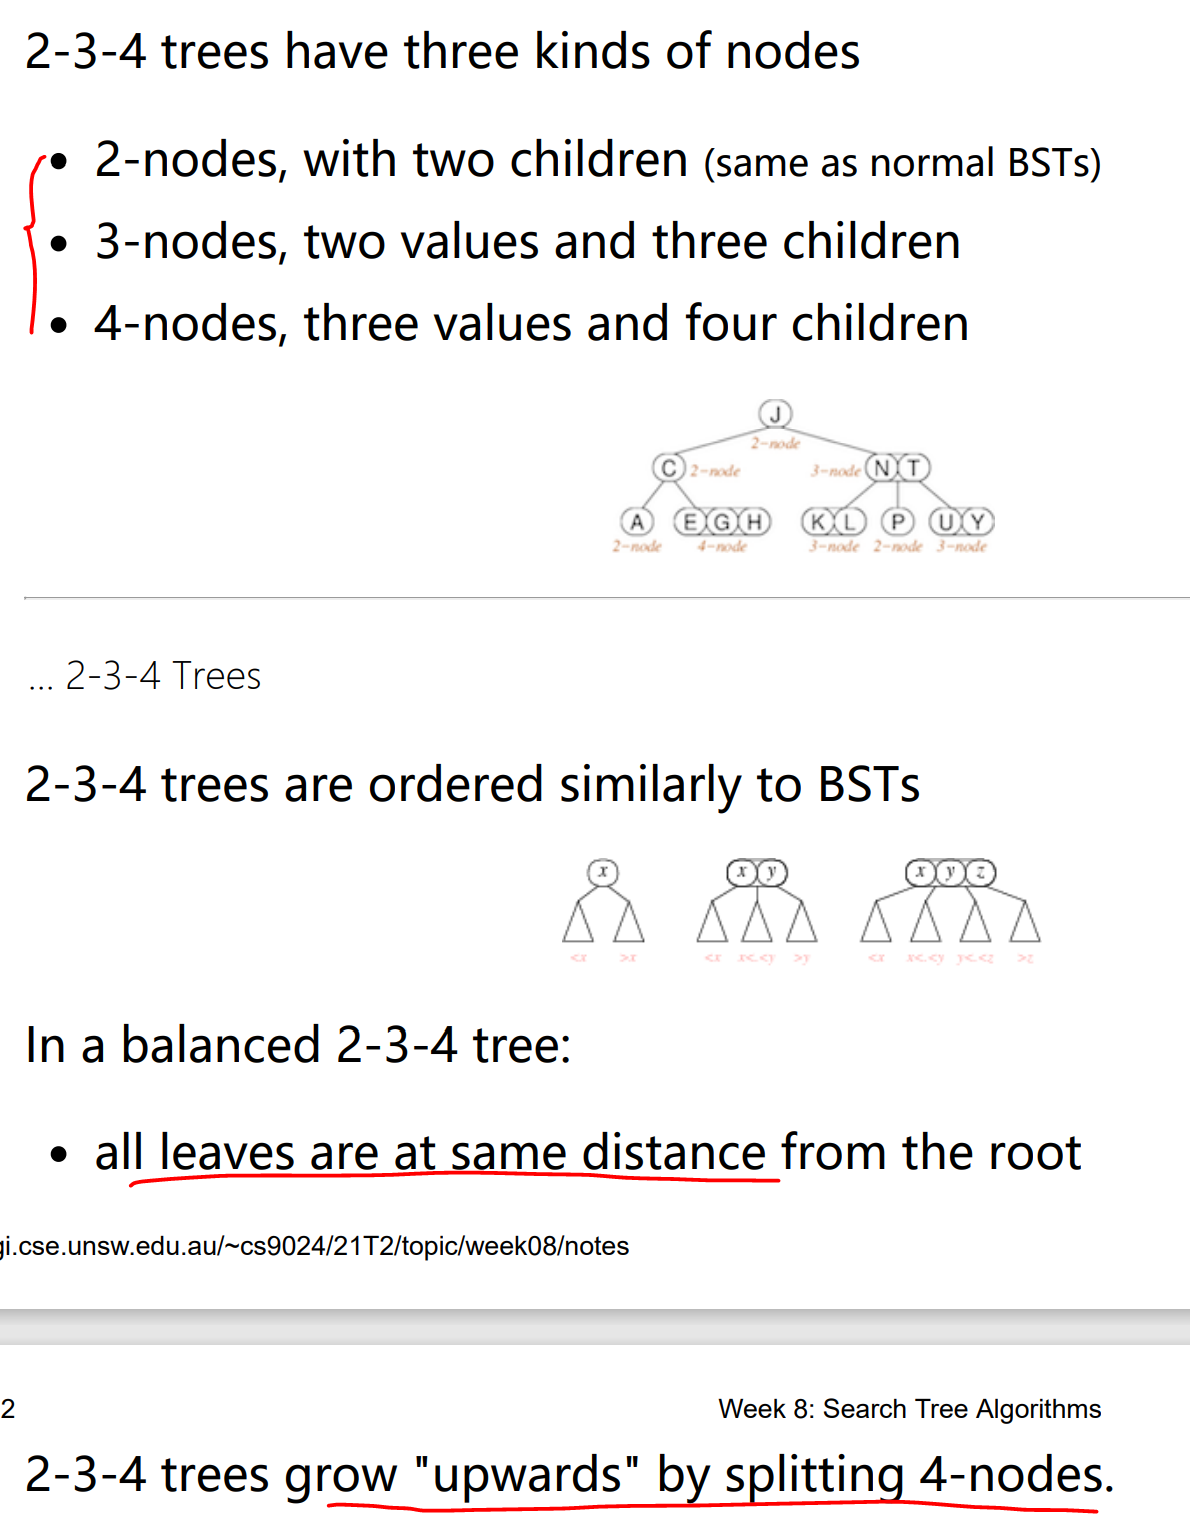 2-3-4 trees have three kinds of nodes
• 2-nodes, with two children (same as normal BSTs)
• 3-nodes, two values and three children
• 4-nodes, three values and four children
J
2-node
C 2-node 3-node N T
A E G H K L P U Y
2-node 4-node 3-node 2-node 3-node
... 2-3-4 Trees
2-3-4 trees are ordered similarly to BSTs
x x y x y z
<x >x <x x<.<y >y <x x<.<y y<.<z >z
In a balanced 2-3-4 tree:
• all leaves are at same distance from the root
gi.cse.unsw.edu.au/~cs9024/21T2/topic/week08/notes
2 Week 8: Search Tree Algorithms
2-3-4 trees grow "upwards" by splitting 4-nodes.